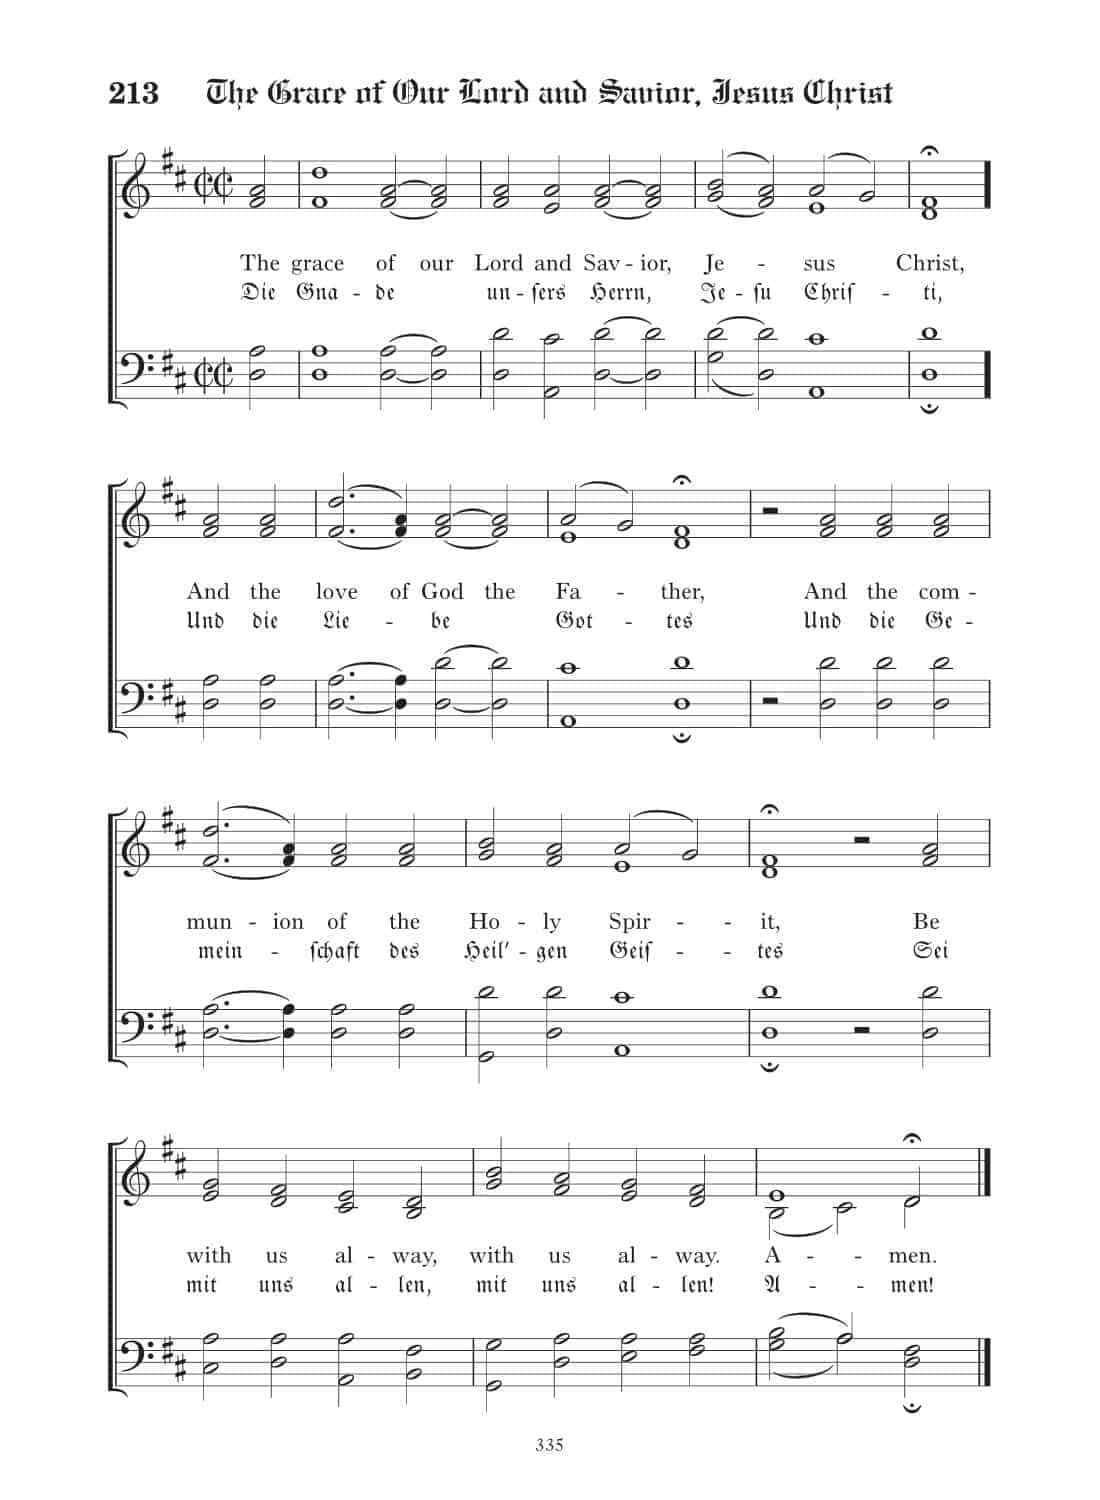 213 The Grace of Our Lord and Savior, Jesus Christ
The grace of our Lord and Sav - ior, Je - sus Christ,
Die Gna - de un - ſers Herrn, Je - ſu Chriſ - ti,
And the love of God the Fa - ther, And the com -
Und die Lie - be Got - tes Und die Ge -
mun - ion of the Ho - ly Spir - - it, Be
mein - ſchaft des Heil' - gen Geiſ - - tes Sei
with us al - way, with us al - way. A - - men.
mit uns al - len, mit uns al - len! A - - men!
335